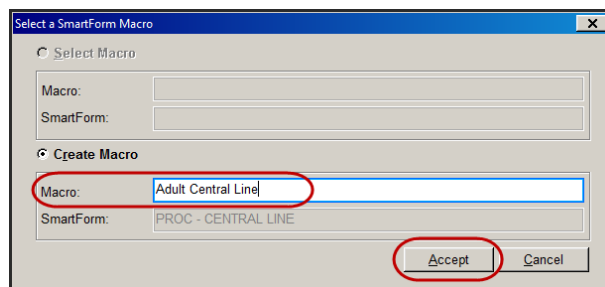 Select a SmartForm Macro
Select Macro
Macro:
SmartForm:
Create Macro
Macro: Adult Central Line
SmartForm: PROC - CENTRAL LINE
Accept Cancel